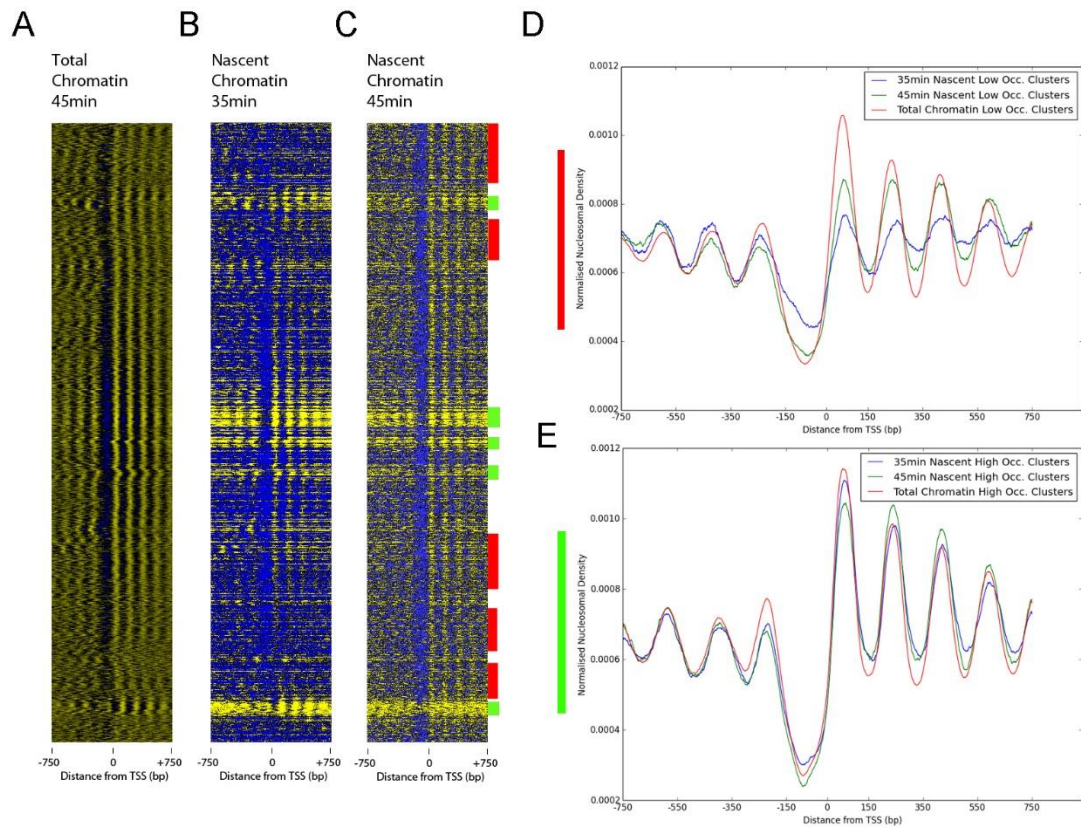 A
B
C
D
Total
Chromatin
45min
Nascent
Chromatin
35min
Nascent
Chromatin
45min
-750
0
+750
Distance from TSS (bp)
-750
0
+750
Distance from TSS (bp)
-750
0
+750
Distance from TSS (bp)
0.0012
0.0010
0.0008
0.0006
0.0004
0.0002
Normalised Nucleosomal Density
35min Nascent Low Occ. Clusters
45min Nascent Low Occ. Clusters
Total Chromatin Low Occ. Clusters
-750
-550
-350
-150
0
150
350
550
750
Distance from TSS (bp)
E
0.0012
0.0010
0.0008
0.0006
0.0004
0.0002
Normalised Nucleosomal Density
35min Nascent High Occ. Clusters
45min Nascent High Occ. Clusters
Total Chromatin High Occ. Clusters
-750
-550
-350
-150
0
150
350
550
750
Distance from TSS (bp)